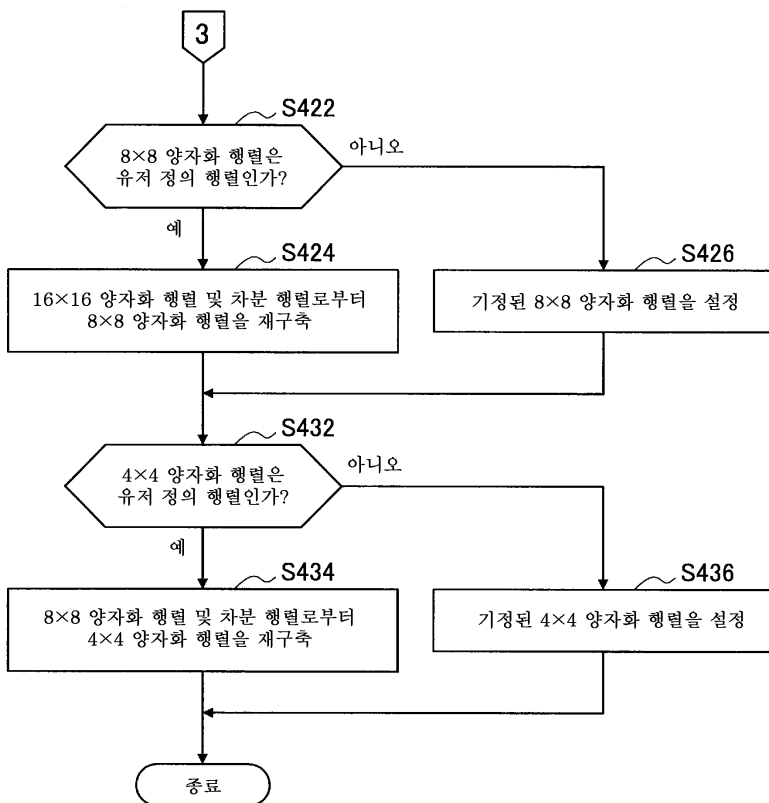 3
S422
8×8 양자화 행렬은
유저 정의 행렬인가?
아니오
예
S424
16×16 양자화 행렬 및 차분 행렬로부터
8×8 양자화 행렬을 재구축
S426
기정된 8×8 양자화 행렬을 설정
S432
4×4 양자화 행렬은
유저 정의 행렬인가?
아니오
예
S434
8×8 양자화 행렬 및 차분 행렬로부터
4×4 양자화 행렬을 재구축
S436
기정된 4×4 양자화 행렬을 설정
종료